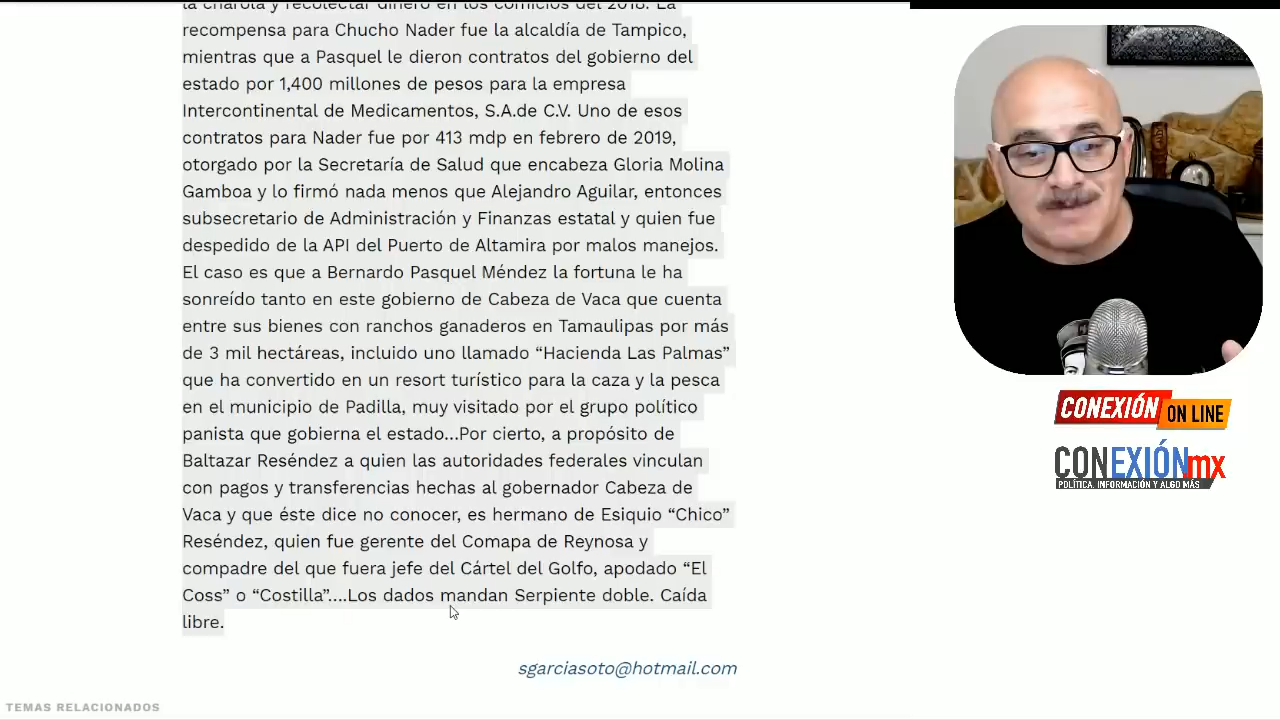 la charola y recolectar dinero en los comicios del 2018. La
recompensa para Chucho Nader fue la alcaldía de Tampico,
mientras que a Pasquel le dieron contratos del gobierno del
estado por 1,400 millones de pesos para la empresa
Intercontinental de Medicamentos, S.A.de C.V. Uno de esos
contratos para Nader fue por 413 mdp en febrero de 2019,
otorgado por la Secretaría de Salud que encabeza Gloria Molina
Gamboa y lo firmó nada menos que Alejandro Aguilar, entonces
subsecretario de Administración y Finanzas estatal y quien fue
despedido de la API del Puerto de Altamira por malos manejos.
El caso es que a Bernardo Pasquel Méndez la fortuna le ha
sonreído tanto en este gobierno de Cabeza de Vaca que cuenta
entre sus bienes con ranchos ganaderos en Tamaulipas por más
de 3 mil hectáreas, incluido uno llamado “Hacienda Las Palmas”
que ha convertido en un resort turístico para la caza y la pesca
en el municipio de Padilla, muy visitado por el grupo político
panista que gobierna el estado...Por cierto, a propósito de
Baltazar Reséndez a quien las autoridades federales vinculan
con pagos y transferencias hechas al gobernador Cabeza de
Vaca y que éste dice no conocer, es hermano de Esiquio “Chico”
Reséndez, quien fue gerente del Comapa de Reynosa y
compadre del que fuera jefe del Cártel del Golfo, apodado “El
Coss” o “Costilla”....Los dados mandan Serpiente doble. Caída
libre.
sgarciasoto@hotmail.com
TEMAS RELACIONADOS
CONEXIÓN ON LINE
CONEXIÓNmx
POLÍTICA, INFORMACIÓN Y ALGO MÁS